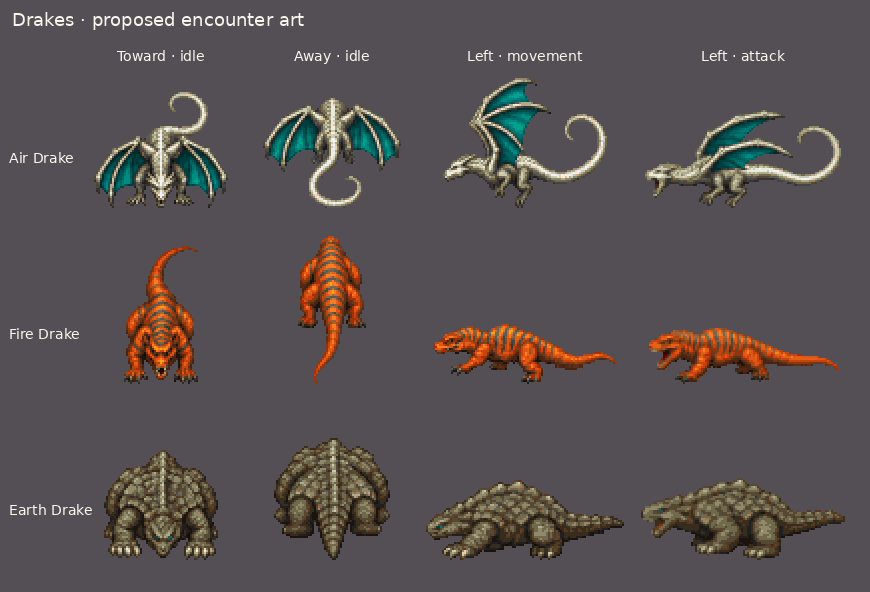 Drakes · proposed encounter art
Toward · idle
Away · idle
Left · movement
Left · attack
Air Drake
Fire Drake
Earth Drake